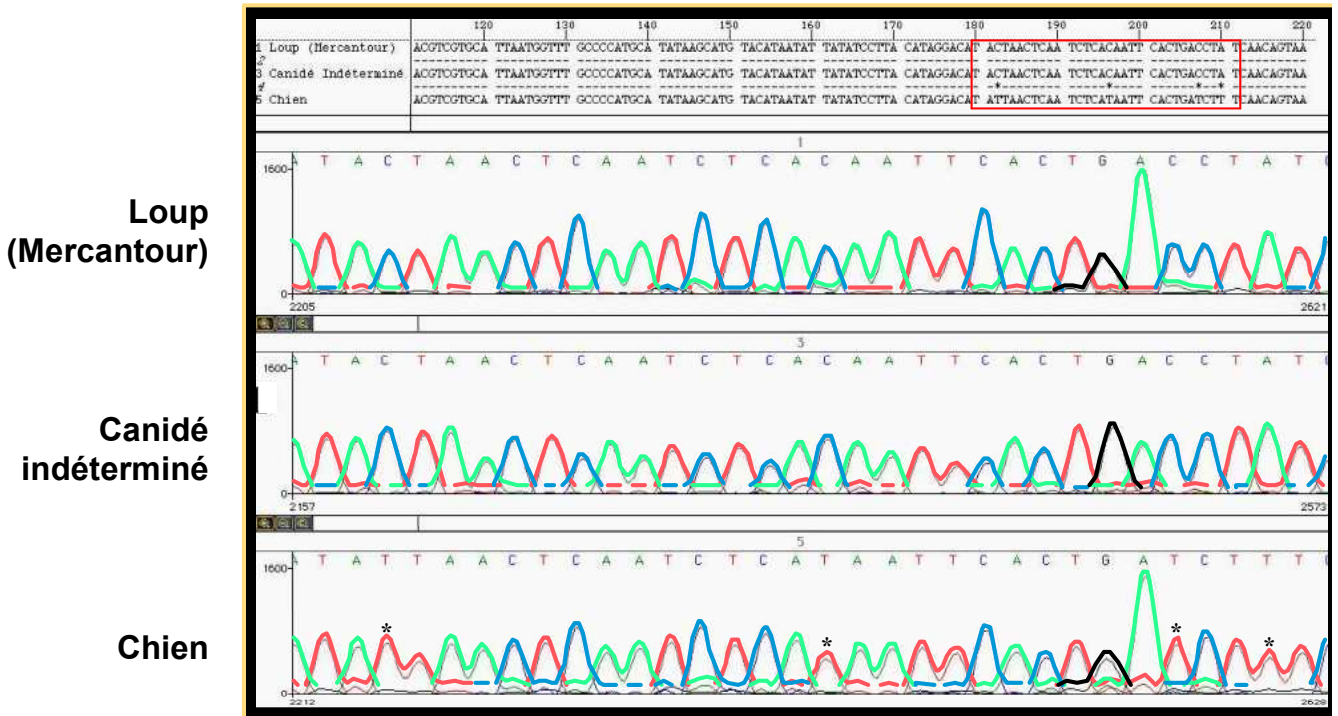 120 130 140 150 160 170 180 190 200 210 220
1 Loup (Mercantour) ACGTCGTGCA TTAATGGTTT GCCCCATGCA TATAAGCATG TACATAATAT TATATCCTTA CATAGGACAT ACTAACTCAA TCTCACAATT CACTGACCTA TCAACAGTAA
2 ---------- ---------- ---------- ---------- ---------- ---------- ---------- ---------- ---------- ---------- ----------
3 Canidé Indéterminé ACGTCGTGCA TTAATGGTTT GCCCCATGCA TATAAGCATG TACATAATAT TATATCCTTA CATAGGACAT ACTAACTCAA TCTCACAATT CACTGACCTA TCAACAGTAA
4 ---------- ---------- ---------- ---------- ---------- ---------- ---------- -*-------- -----*---- ------*--* ----------
5 Chien ACGTCGTGCA TTAATGGTTT GCCCCATGCA TATAAGCATG TACATAATAT TATATCCTTA CATAGGACAT ATTAACTCAA TCTCATAATT CACTGATCTT TCAACAGTAA
1
T A C T A A C T C A A T C T C A C A A T T C A C T G A C C T A T
1600
Loup
(Mercantour)
0
2205 2621
3
T A C T A A C T C A A T C T C A C A A T T C A C T G A C C T A T
1600
Canidé
indéterminé
0
2157 2573
5
T A T T A A C T C A A T C T C A T A A T T C A C T G A T C T T T
1600
* * * *
Chien
0
2212 2628